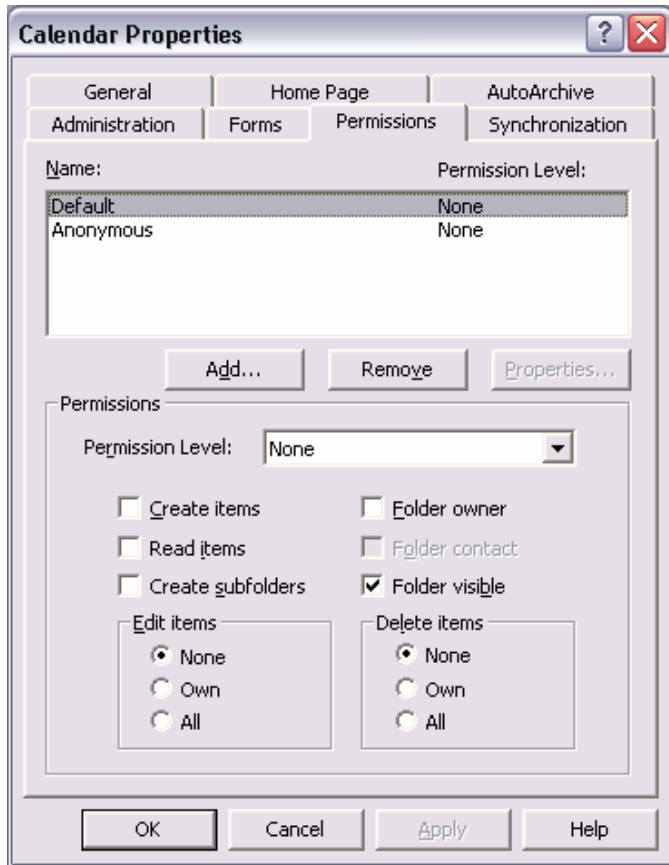 Calendar Properties
General Home Page AutoArchive
Administration Forms Permissions Synchronization
Name: Permission Level:
Default None
Anonymous None
Add... Remove Properties...
Permissions
Permission Level: None
Create items Folder owner
Read items Folder contact
Create subfolders Folder visible
Edit items Delete items
None None
Own Own
All All
OK Cancel Apply Help